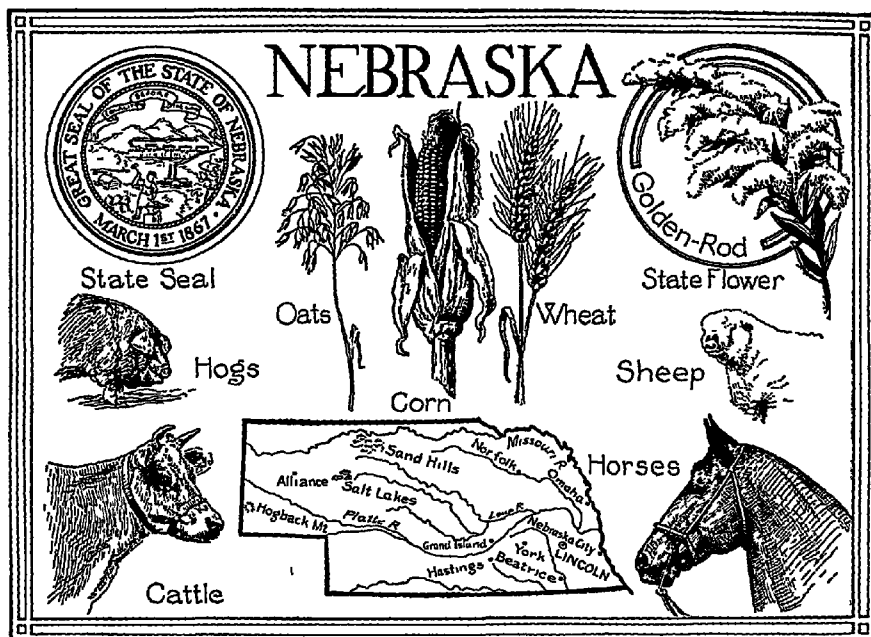 NEBRASKA
GREAT SEAL OF THE STATE OF NEBRASKA
MARCH 1ST 1867
State Seal
Golden-Rod
State Flower
Oats
Corn
Wheat
Hogs
Sheep
Cattle
Horses
Sand Hills
Norfolk
Missouri R.
Omaha
Alliance
Salt Lakes
Hogback Mt.
Platte R
Loup R.
Grand Island
Nebraska City
York
LINCOLN
Hastings
Beatrice